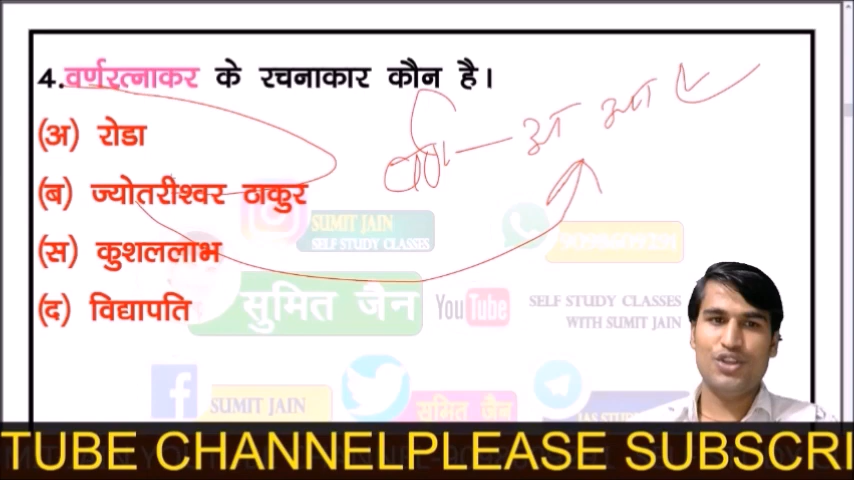 4.वर्णरत्नाकर के रचनाकार कौन है।
(अ) रोडा
(ब) ज्योतरीश्वर ठाकुर
(स) कुशललाभ
(द) विद्यापति
वर्ण — अ आ
SUMIT JAIN
SELF STUDY CLASSES
सुमित जैन
YouTube
SELF STUDY CLASSES
WITH SUMIT JAIN
SUMIT JAIN
सुमित जैन
TUBE CHANNELPLEASE SUBSCRI